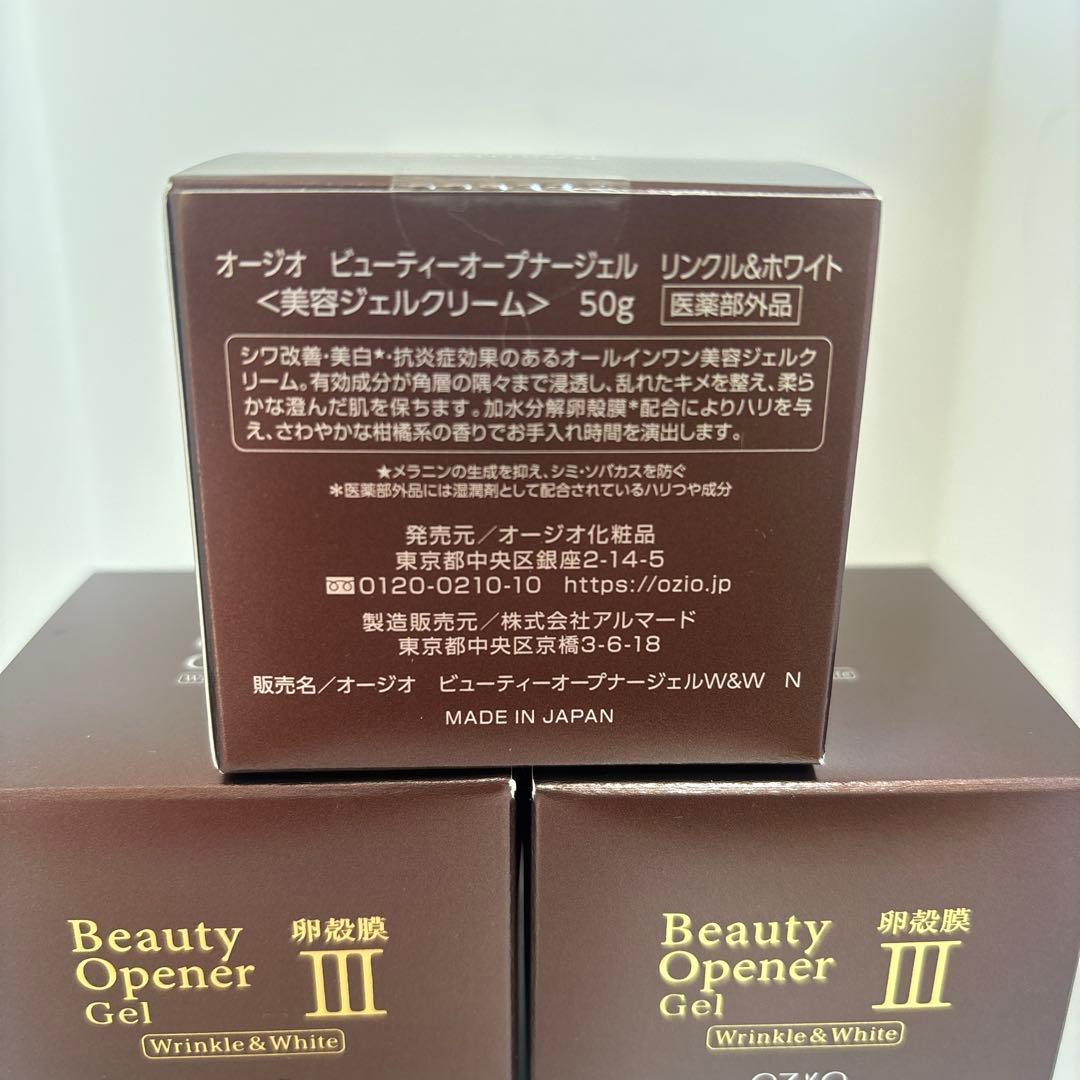 オージオ ビューティーオープナージェル リンクル&ホワイト
<美容ジェルクリーム> 50g 医薬部外品
シワ改善・美白★・抗炎症効果のあるオールインワン美容ジェルク
リーム。有効成分が角層の隅々まで浸透し、乱れたキメを整え、柔ら
かな澄んだ肌を保ちます。加水分解卵殻膜*配合によりハリを与
え、さわやかな柑橘系の香りでお手入れ時間を演出します。
★メラニンの生成を抑え、シミ・ソバカスを防ぐ
*医薬部外品には湿潤剤として配合されているハリつや成分
発売元/オージオ化粧品
東京都中央区銀座2-14-5
0120-0210-10 https://ozio.jp
製造販売元/株式会社アルマード
東京都中央区京橋3-6-18
販売名/オージオ ビューティーオープナージェルW&W N
MADE IN JAPAN
Beauty
Opener
Gel
卵殻膜
III
Wrinkle & White
Beauty
Opener
Gel
卵殻膜
III
Wrinkle & White
ozio